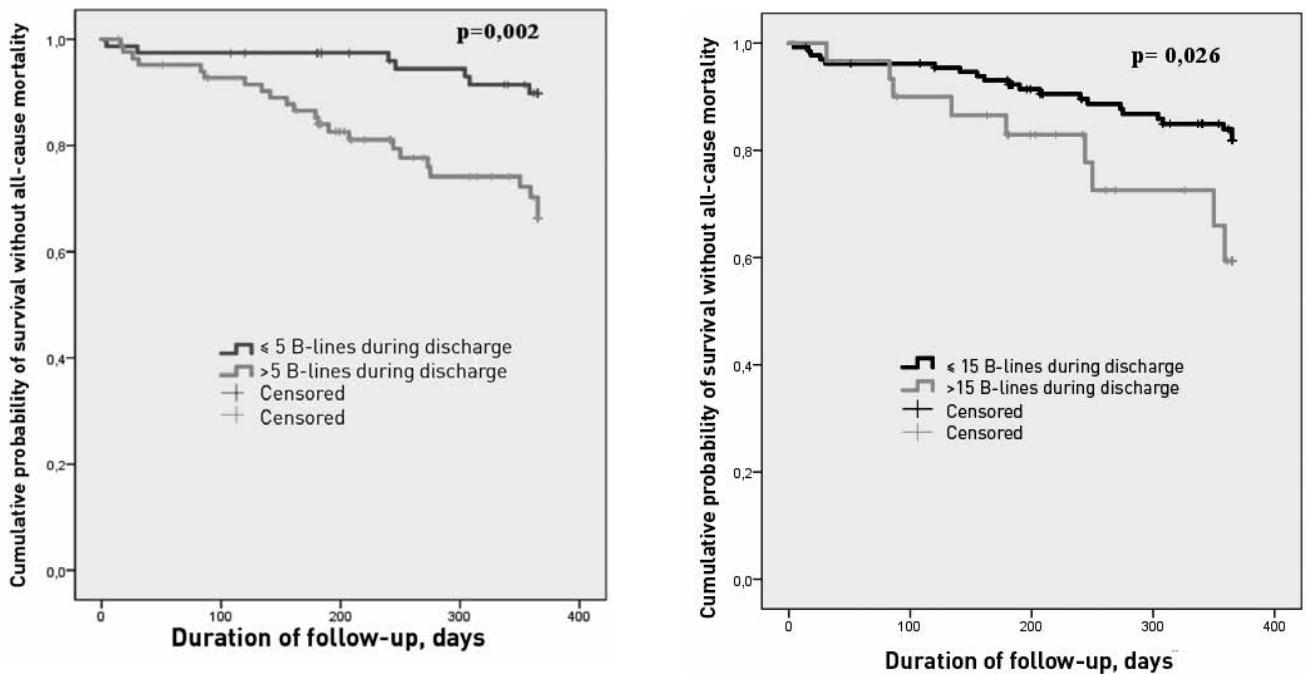 Cumulative probability of survival without all-cause mortality
1,0
0,8
0,6
0,4
0,2
0,0
p=0,002
≤ 5 B-lines during discharge
>5 B-lines during discharge
Censored
Censored
0
100
200
300
400
Duration of follow-up, days
Cumulative probability of survival without all-cause mortality
1,0
0,8
0,6
0,4
0,2
0,0
p= 0,026
≤ 15 B-lines during discharge
>15 B-lines during discharge
Censored
Censored
0
100
200
300
400
Duration of follow-up, days